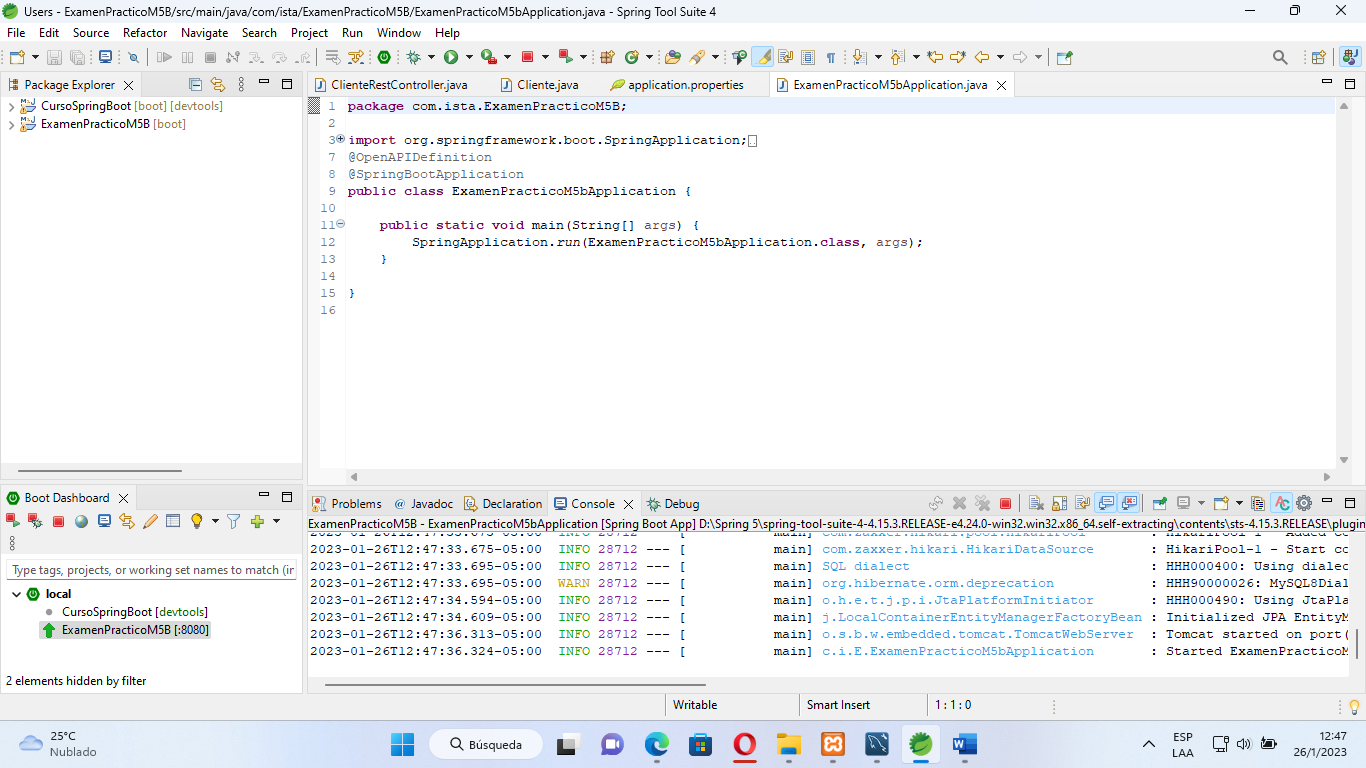 Users - ExamenPracticoM5B/src/main/java/com/ista/ExamenPracticoM5B/ExamenPracticoM5bApplication.java - Spring Tool Suite 4
File Edit Source Refactor Navigate Search Project Run Window Help
Package Explorer
CursoSpringBoot [boot] [devtools]
ExamenPracticoM5B [boot]
ClienteRestController.java Cliente.java application.properties ExamenPracticoM5bApplication.java
1 package com.ista.ExamenPracticoM5B;
2
3 import org.springframework.boot.SpringApplication;
7 @OpenAPIDefinition
8 @SpringBootApplication
9 public class ExamenPracticoM5bApplication {
10
11 public static void main(String[] args) {
12 SpringApplication.run(ExamenPracticoM5bApplication.class, args);
13 }
14
15 }
16
Boot Dashboard
Type tags, projects, or working set names to match (in
local
CursoSpringBoot [devtools]
ExamenPracticoM5B [:8080]
2 elements hidden by filter
Problems @ Javadoc Declaration Console Debug
ExamenPracticoM5B - ExamenPracticoM5bApplication [Spring Boot App] D:\Spring 5\spring-tool-suite-4-4.15.3.RELEASE-e4.24.0-win32.win32.x86_64.self-extracting\contents\sts-4.15.3.RELEASE\plugin
2023-01-26T12:47:33.675-05:00 INFO 28712 --- [ main] com.zaxxer.hikari.HikariDataSource : HikariPool-1 - Start co
2023-01-26T12:47:33.695-05:00 INFO 28712 --- [ main] SQL dialect : HHH000400: Using dialec
2023-01-26T12:47:33.695-05:00 WARN 28712 --- [ main] org.hibernate.orm.deprecation : HHH90000026: MySQL8Dial
2023-01-26T12:47:34.594-05:00 INFO 28712 --- [ main] o.h.e.t.j.p.i.JtaPlatformInitiator : HHH000490: Using JtaPla
2023-01-26T12:47:34.609-05:00 INFO 28712 --- [ main] j.LocalContainerEntityManagerFactoryBean : Initialized JPA EntityM
2023-01-26T12:47:36.313-05:00 INFO 28712 --- [ main] o.s.b.w.embedded.tomcat.TomcatWebServer : Tomcat started on port(
2023-01-26T12:47:36.324-05:00 INFO 28712 --- [ main] c.i.E.ExamenPracticoM5bApplication : Started ExamenPracticoM
Writable Smart Insert 1 : 1 : 0
25°C
Nublado
Búsqueda
ESP
LAA
12:47
26/1/2023